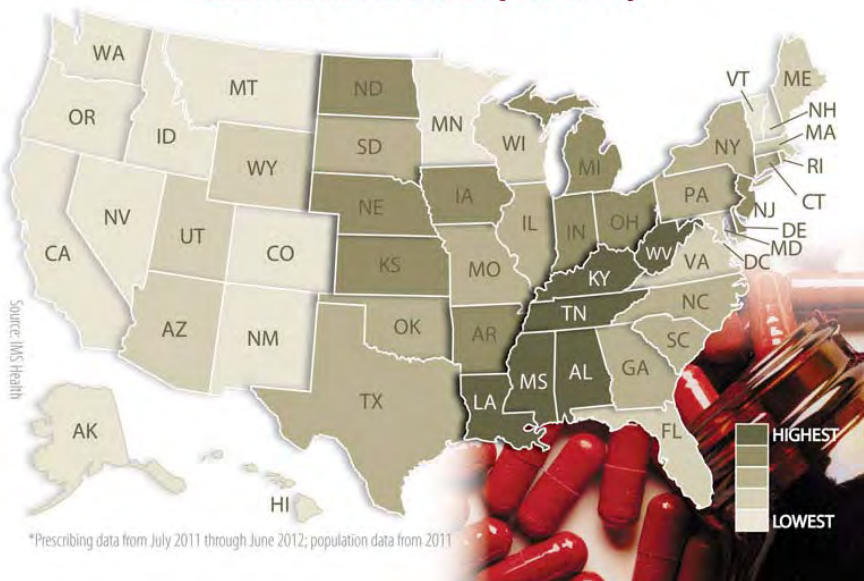 WA
MT
ND
MN
VT
ME
OR
ID
SD
WI
NY
NH
MA
WY
MI
RI
CT
NV
NE
IA
PA
NJ
UT
IL
IN
OH
DE
MD
CA
CO
KS
MO
WV
VA
DC
KY
AZ
NM
OK
AR
TN
NC
SC
TX
LA
MS
AL
GA
FL
AK
HI
HIGHEST
LOWEST
Source: IMS Health
*Prescribing data from July 2011 through June 2012; population data from 2011